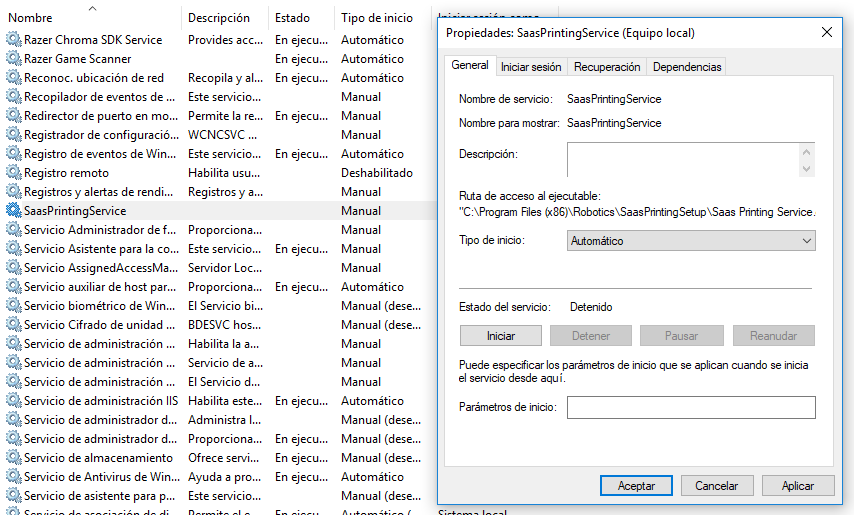 Nombre Descripción Estado Tipo de inicio Iniciar sesión como
Razer Chroma SDK Service Provides acc... En ejecu... Automático
Razer Game Scanner En ejecu... Automático
Reconoc. ubicación de red Recopila y al... En ejecu... Automático
Recopilador de eventos de ... Este servicio... Manual
Redirector de puerto en mo... Permite la re... En ejecu... Manual
Registrador de configuració... WCNCSVC ... Manual
Registro de eventos de Win... Este servicio... En ejecu... Automático
Registro remoto Habilita usu... Deshabilitado
Registros y alertas de rendi... Registros y a... Manual
SaasPrintingService Manual
Servicio Administrador de f... Proporciona... Manual
Servicio Asistente para la co... Este servicio... En ejecu... Manual
Servicio AssignedAccessMa... Servidor Loc... Manual
Servicio auxiliar de host par... Proporciona... En ejecu... Automático
Servicio biométrico de Win... El Servicio bi... Manual (dese...
Servicio Cifrado de unidad ... BDESVC hos... Manual (dese...
Servicio de administración ... Habilita la a... Manual
Servicio de administración ... Servicio de a... Manual
Servicio de administración ... El Servicio d... Manual
Servicio de administración IIS Habilita este... En ejecu... Automático
Servicio de administrador d... Administra l... Manual (dese...
Servicio de administrador d... Proporciona... En ejecu... Manual (dese...
Servicio de almacenamiento Ofrece servi... En ejecu... Manual (dese...
Servicio de Antivirus de Win... Ayuda a pro... En ejecu... Automático
Servicio de asistente para p... Este servicio... Manual
Servicio de asociación de di... Permite el e... En ejecu... Automático ( Sistema local
Propiedades: SaasPrintingService (Equipo local)
General Iniciar sesión Recuperación Dependencias
Nombre de servicio: SaasPrintingService
Nombre para mostrar: SaasPrintingService
Descripción:
Ruta de acceso al ejecutable:
"C:\Program Files (x86)\Robotics\SaasPrintingSetup\Saas Printing Service.
Tipo de inicio: Automático
Estado del servicio: Detenido
Iniciar Detener Pausar Reanudar
Puede especificar los parámetros de inicio que se aplican cuando se inicia
el servicio desde aquí.
Parámetros de inicio:
Aceptar Cancelar Aplicar